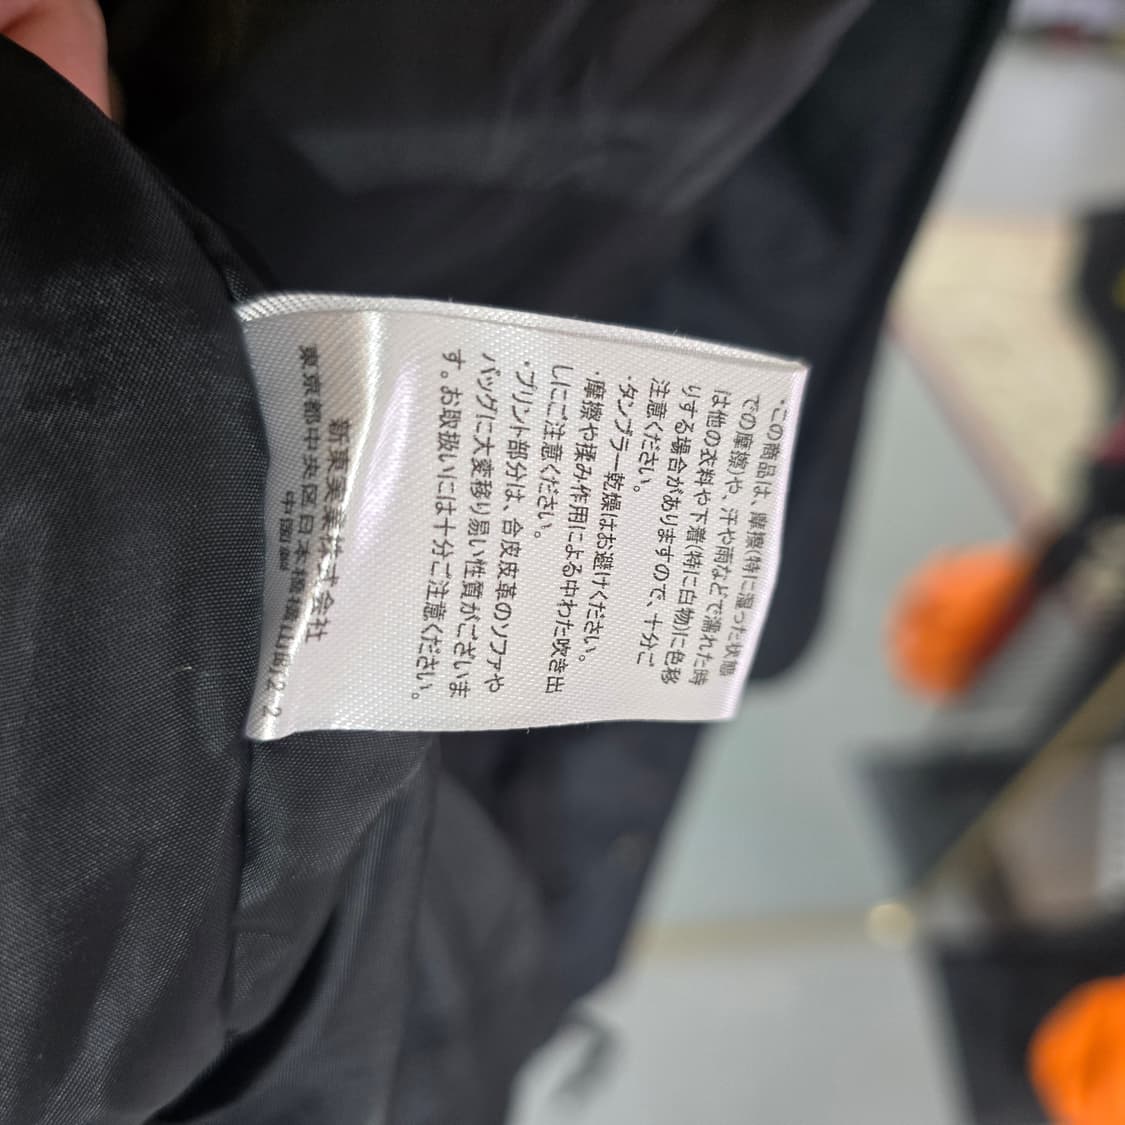 ・この商品は、摩擦(特に湿った状態
での摩擦)や、汗や雨などで濡れた時
は他の衣料や下着(特に白物)に色移
りする場合がありますので、十分ご
注意ください。
・タンブラー乾燥はお避けください。
・摩擦や揉み作用による中わた吹き出
しにご注意ください。
・プリント部分は、合皮皮革のソファや
バッグに大変移り易い性質がございま
す。お取扱いには十分ご注意ください。
新東実業株式会社
東京都中央区日本橋横山町2-2
中国製